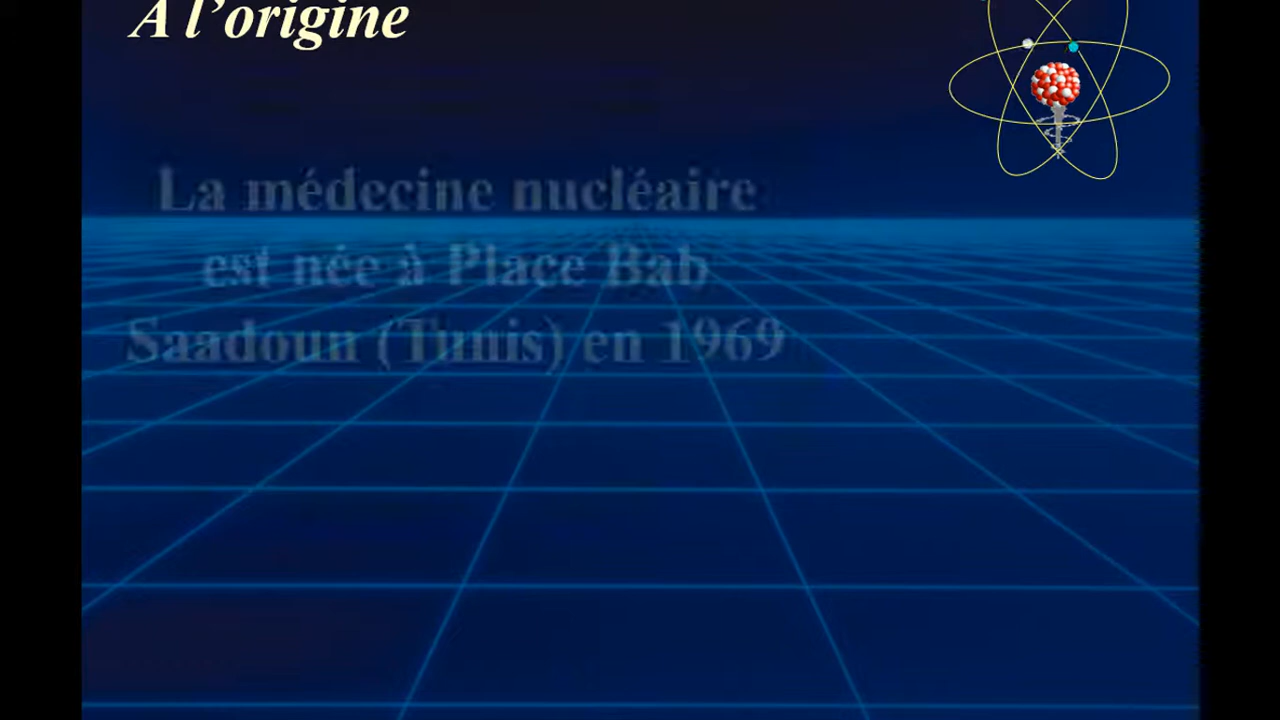 A l’origine
La médecine nucléaire
est née à Place Bab
Saadoun (Tunis) en 1969